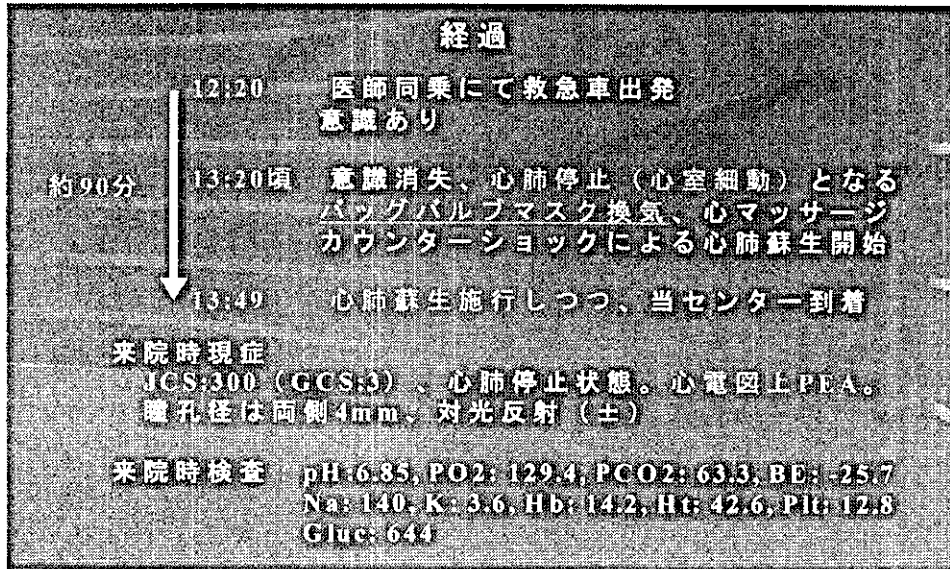 経過
12:20 医師同乗にて救急車出発
意識あり
約90分
13:20頃 意識消失、心肺停止(心室細動)となる
バッグバルブマスク換気、心マッサージ
カウンターショックによる心肺蘇生開始
13:49 心肺蘇生施行しつつ、当センター到着
来院時現症
JCS:300(GCS:3)、心肺停止状態。心電図上PEA。
瞳孔径は両側4mm、対光反射(±)
来院時検査 pH:6.85, PO2: 129.4, PCO2: 63.3, BE: -25.7
Na: 140, K: 3.6, Hb: 14.2, Ht: 42.6, Plt: 12.8
Gluc: 644